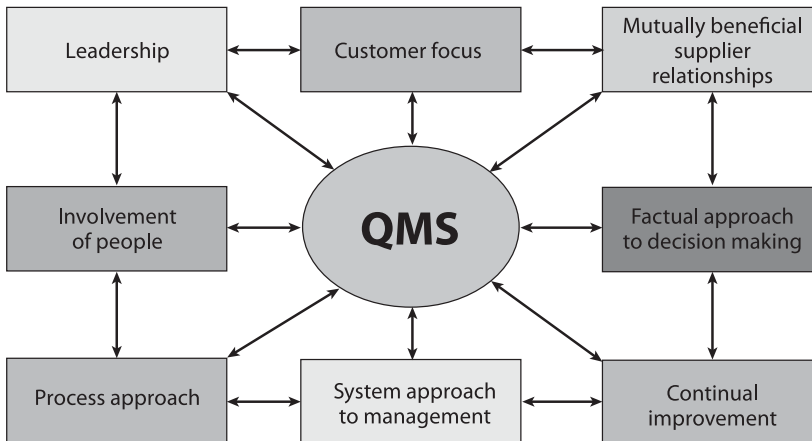 Leadership
Customer focus
Mutually beneficial
supplier
relationships
Involvement
of people
QMS
Factual approach
to decision making
Process approach
System approach
to management
Continual
improvement